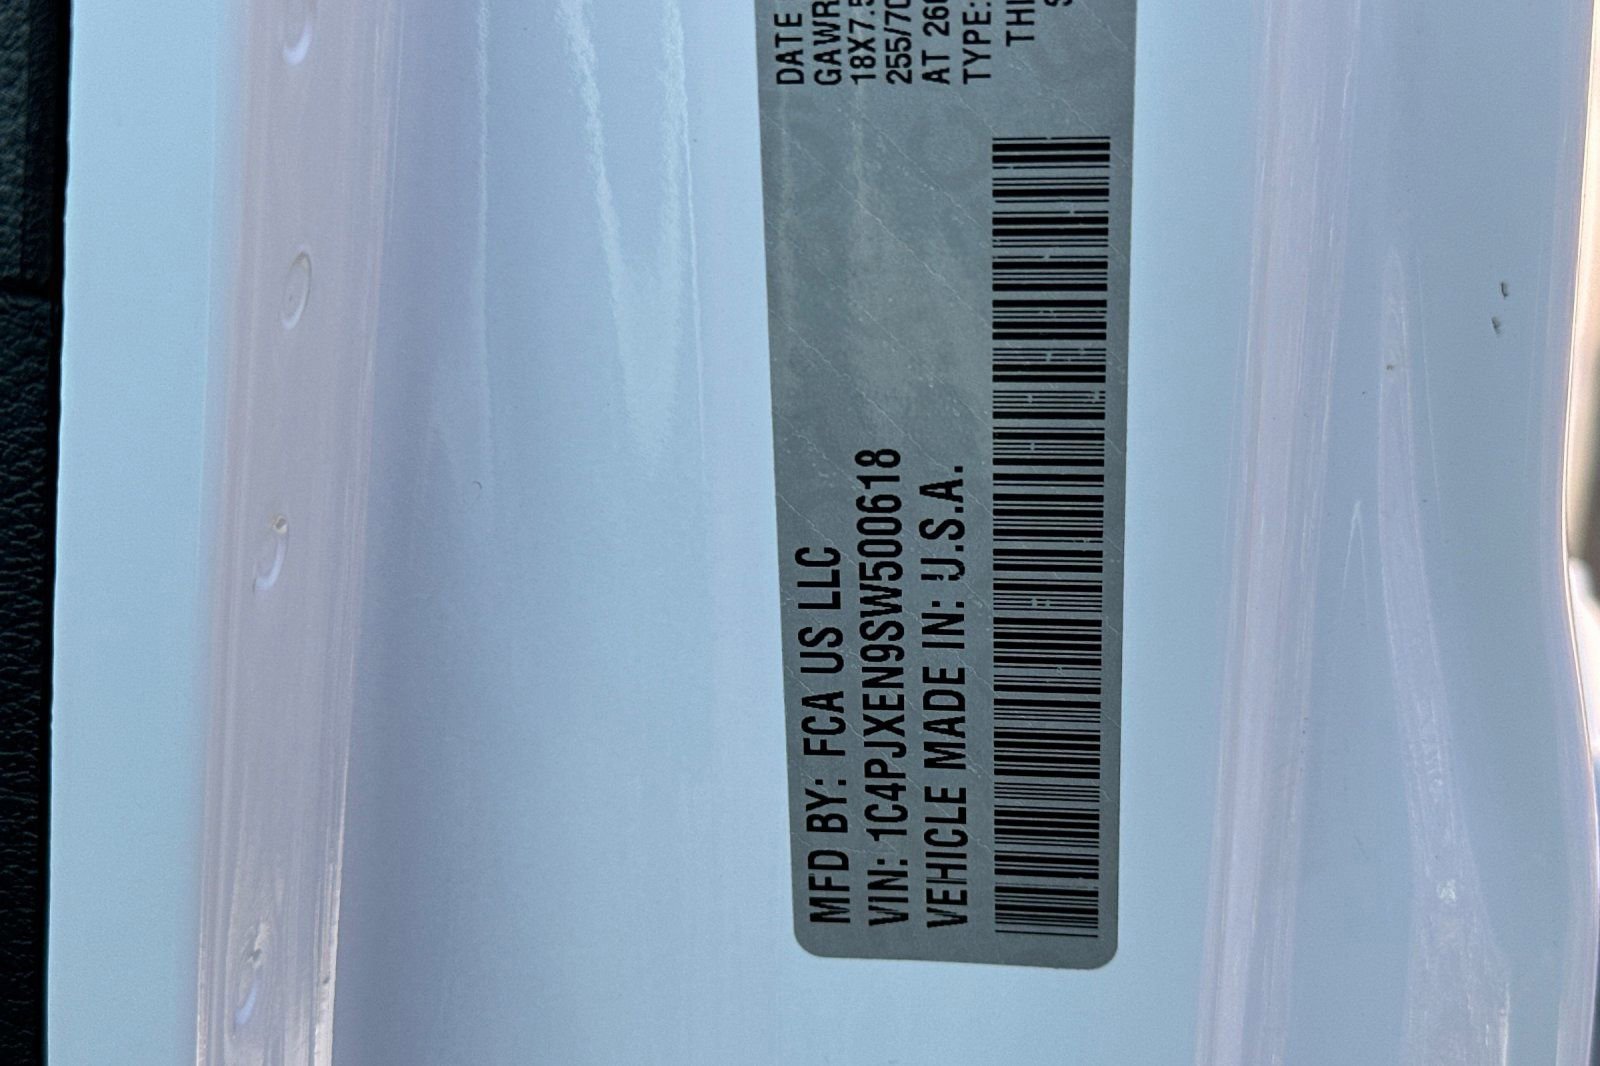 MFD BY: FCA US LLC
VIN: 1C4PJXEN9SW500618
VEHICLE MADE IN: U.S.A.
DATE
GAWR
18X7.5
255/70
AT 260
TYPE:
THI